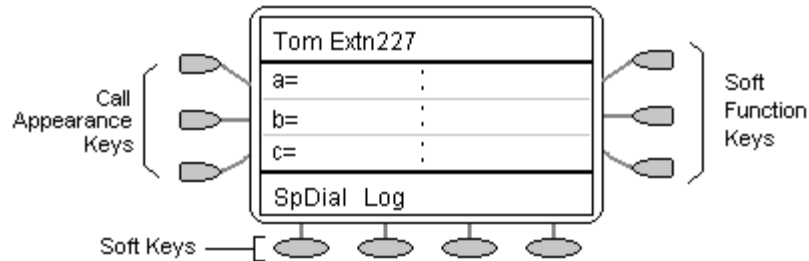 Tom Extn227
a= :
b= :
c= :
SpDial Log
Call
Appearance
Keys
Soft
Function
Keys
Soft Keys